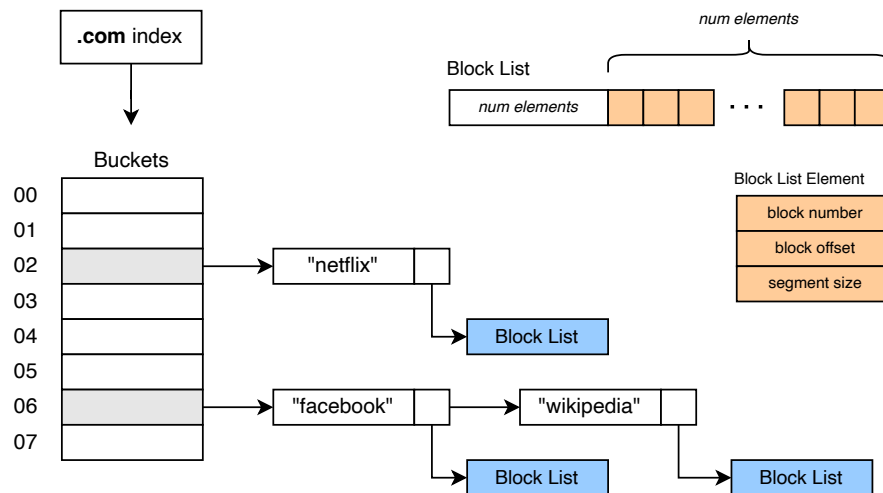 num elements
.com index
Block List
num elements
. . .
Buckets
00
Block List Element
01
block number
02
"netflix"
block offset
03
segment size
04
Block List
05
06
"facebook"
"wikipedia"
07
Block List
Block List